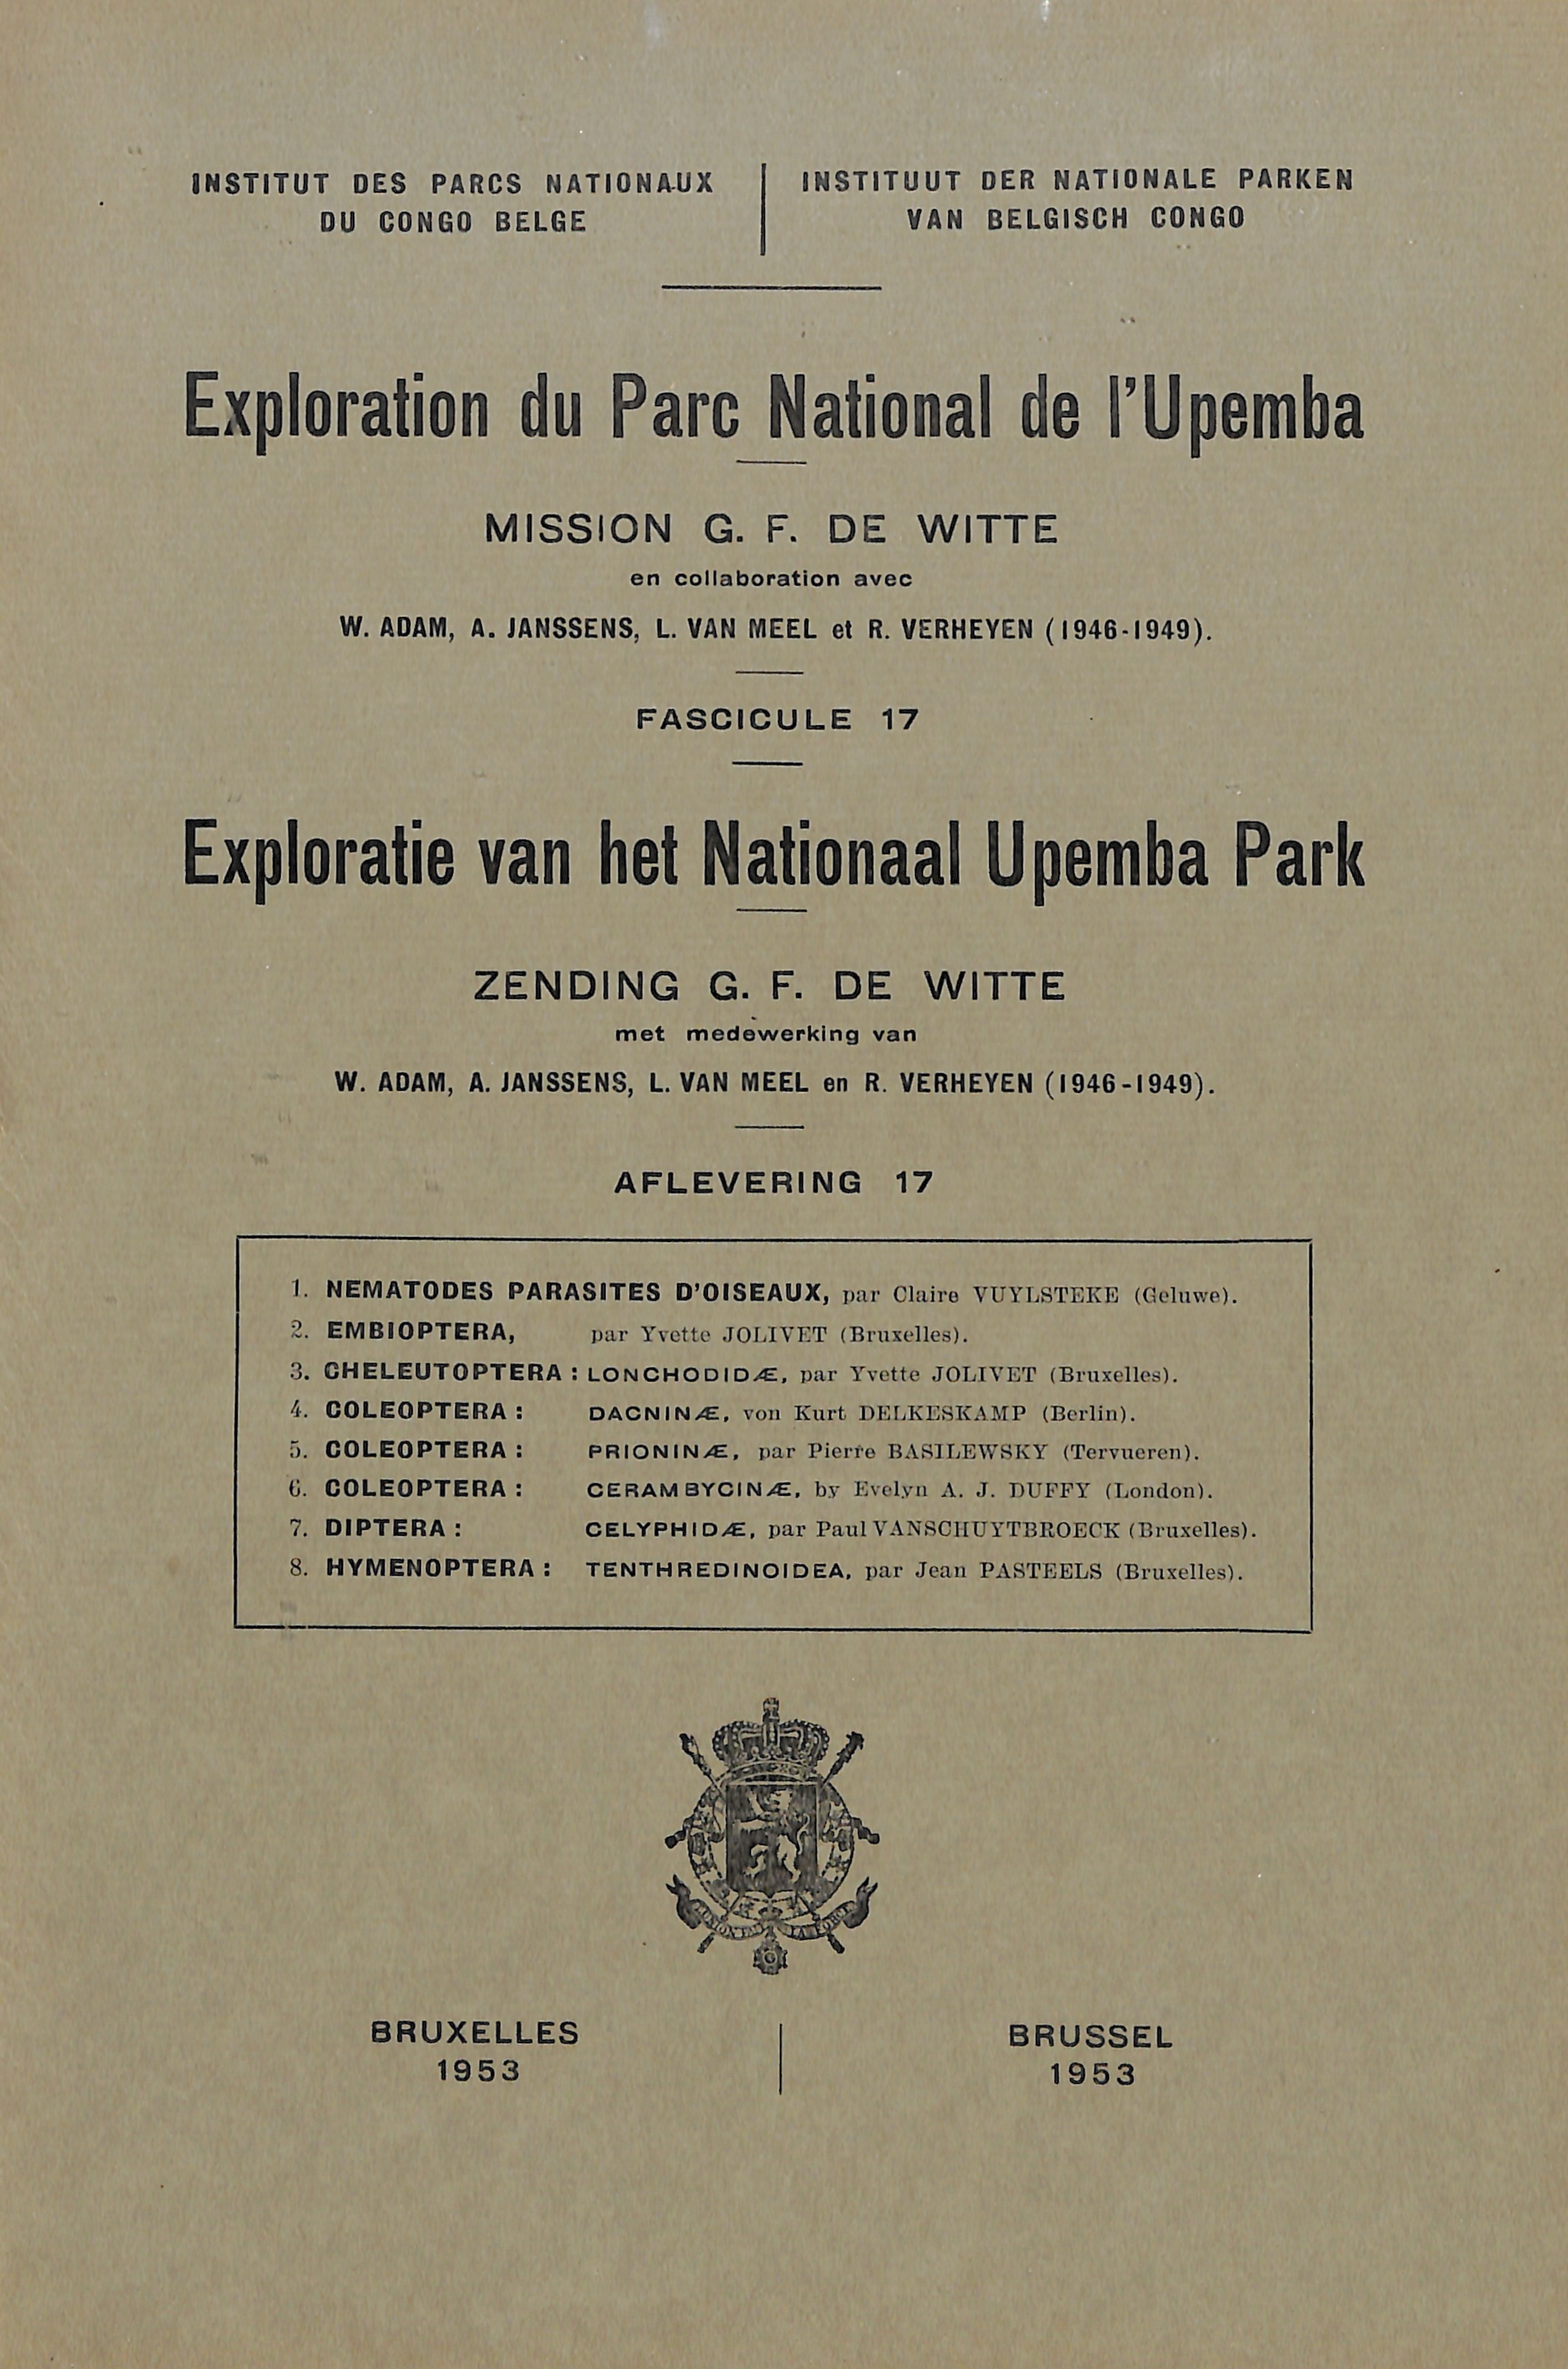 INSTITUT DES PARCS NATIONAUX
DU CONGO BELGE
INSTITUUT DER NATIONALE PARKEN
VAN BELGISCH CONGO
Exploration du Parc National de l'Upemba
MISSION G. F. DE WITTE
en collaboration avec
W. ADAM, A. JANSSENS, L. VAN MEEL et R. VERHEYEN (1946-1949).
FASCICULE 17
Exploratie van het Nationaal Upemba Park
ZENDING G. F. DE WITTE
met medewerking van
W. ADAM, A. JANSSENS, L. VAN MEEL en R. VERHEYEN (1946-1949).
AFLEVERING 17
1. NEMATODES PARASITES D'OISEAUX, par Claire VUYLSTEKE (Geluwe).
2. EMBIOPTERA, par Yvette JOLIVET (Bruxelles).
3. CHELEUTOPTERA : LONCHODIDÆ, par Yvette JOLIVET (Bruxelles).
4. COLEOPTERA : DACNINÆ, von Kurt DELKESKAMP (Berlin).
5. COLEOPTERA : PRIONINÆ, par Pierre BASILEWSKY (Tervueren).
6. COLEOPTERA : CERAMBYCINÆ, by Evelyn A. J. DUFFY (London).
7. DIPTERA : CELYPHIDÆ, par Paul VANSCHUYTBROECK (Bruxelles).
8. HYMENOPTERA : TENTHREDINOIDEA, par Jean PASTEELS (Bruxelles).
BRUXELLES
1953
BRUSSEL
1953